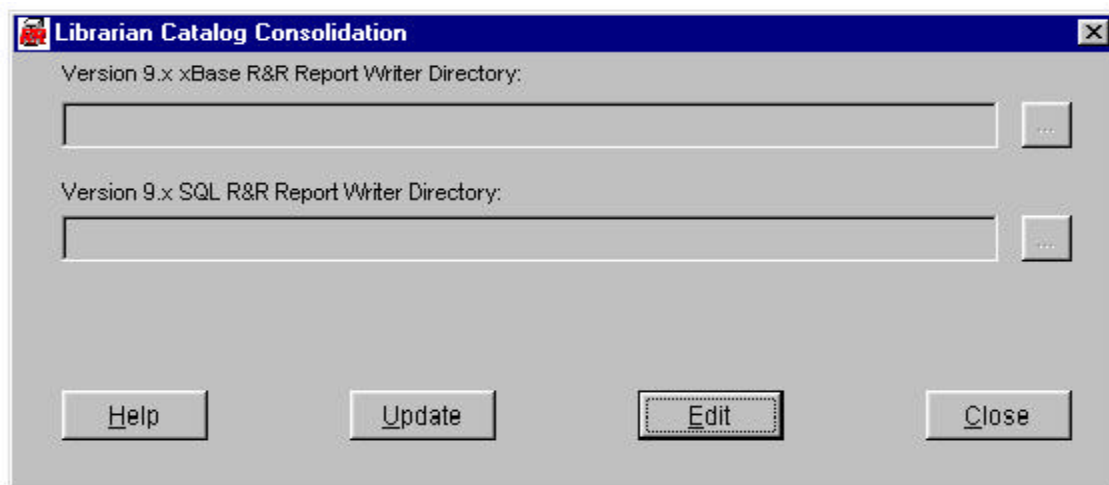 Librarian Catalog Consolidation
Version 9.x xBase R&R Report Writer Directory:
...
Version 9.x SQL R&R Report Writer Directory:
...
Help Update Edit Close